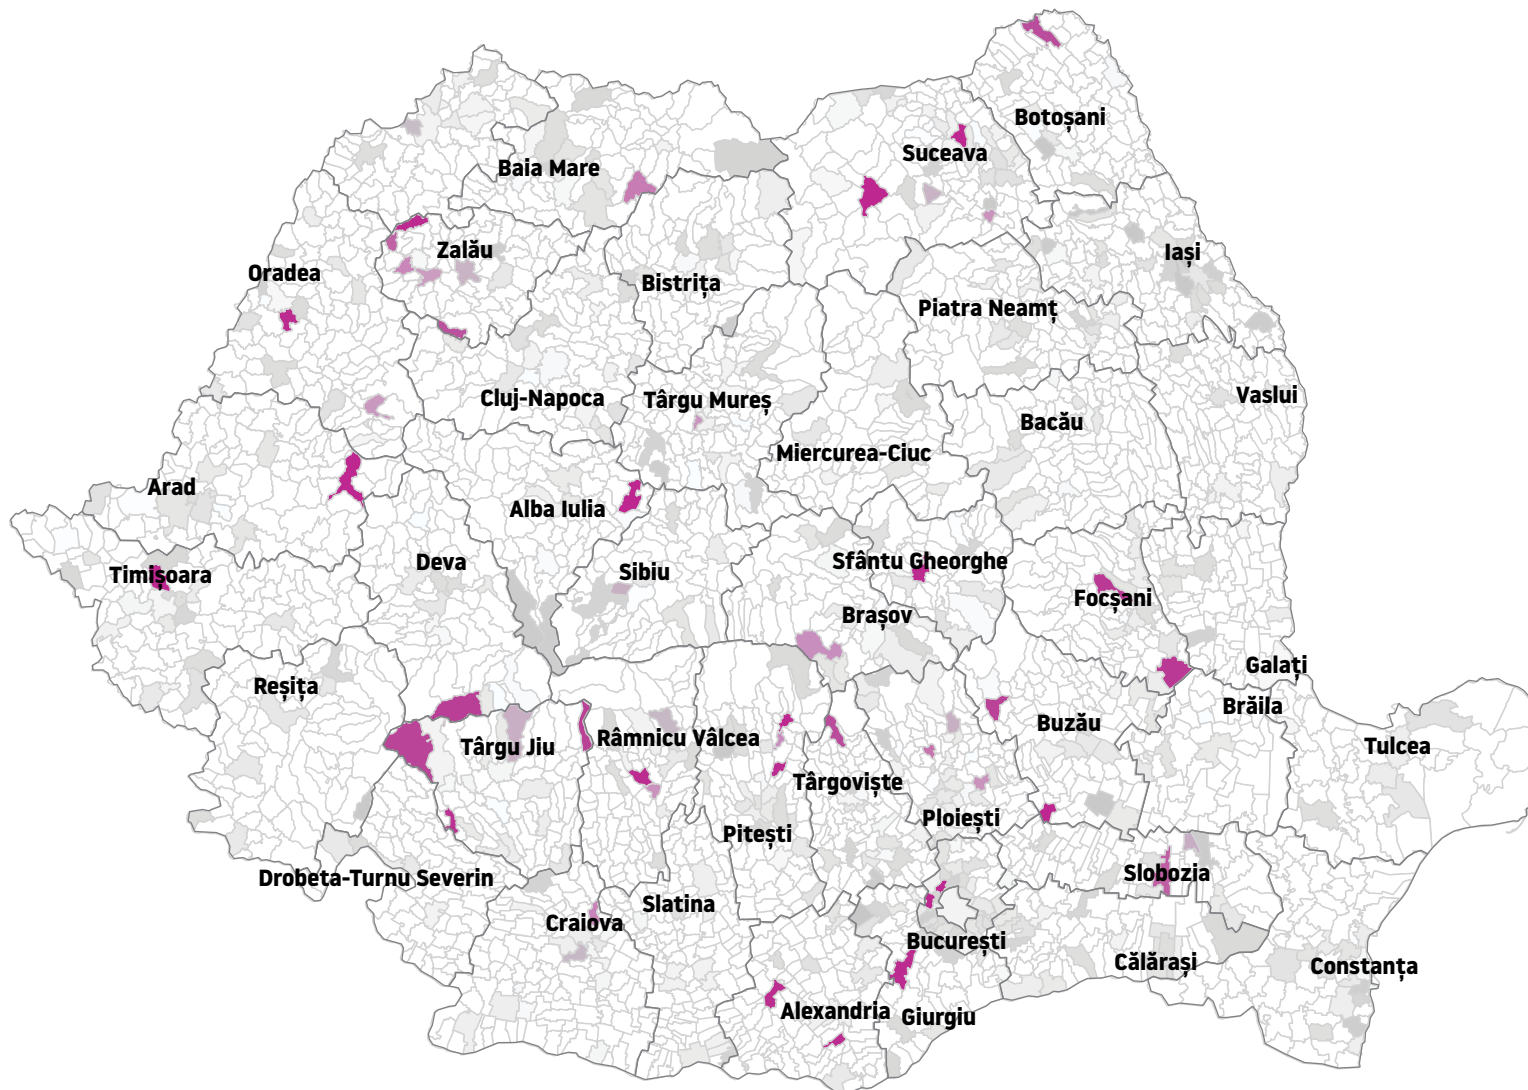 Botoșani
Suceava
Baia Mare
Zalău
Iași
Oradea
Bistrița
Piatra Neamț
Vaslui
Cluj-Napoca
Târgu Mureș
Bacău
Miercurea-Ciuc
Arad
Alba Iulia
Deva
Sfântu Gheorghe
Timișoara
Sibiu
Focșani
Brașov
Galați
Reșița
Brăila
Buzău
Râmnicu Vâlcea
Târgu Jiu
Tulcea
Târgoviște
Ploiești
Pitești
Slobozia
Drobeta-Turnu Severin
Slatina
Craiova
București
Călărași
Constanța
Alexandria
Giurgiu